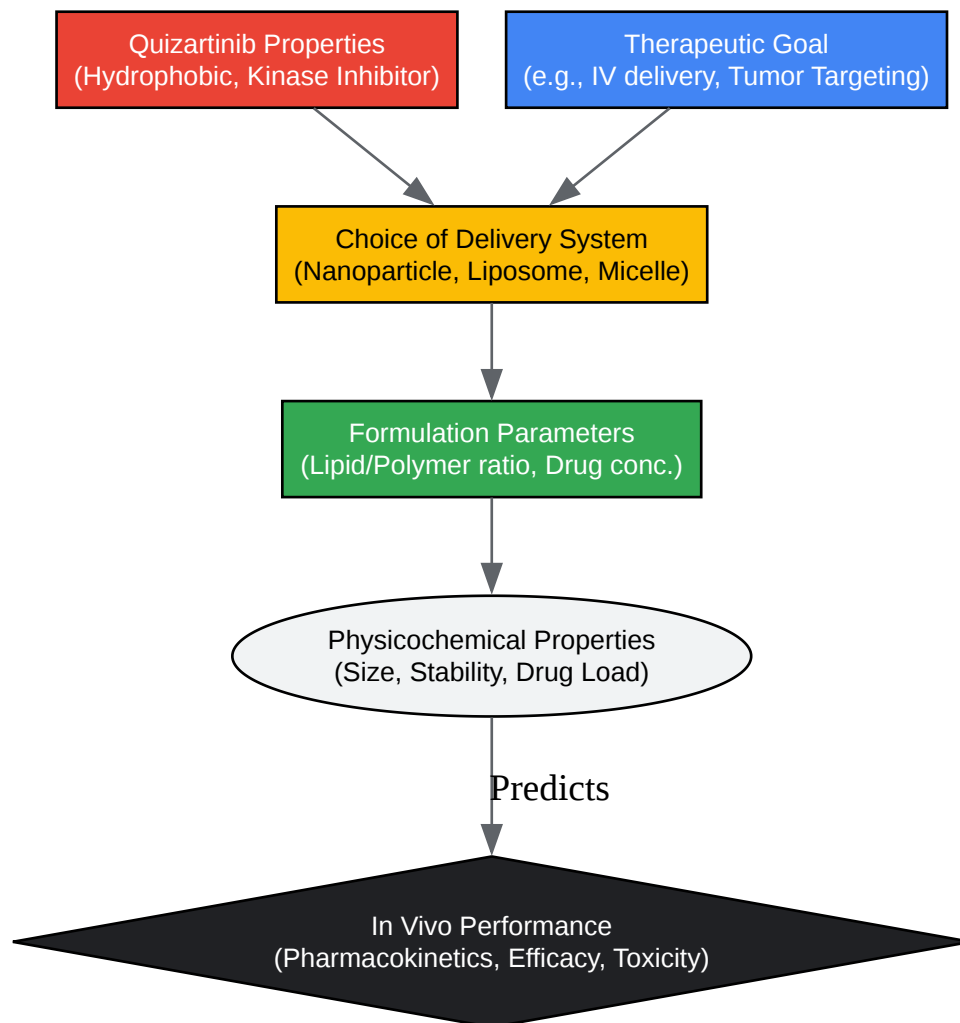 Quizartinib Properties
(Hydrophobic, Kinase Inhibitor)
Therapeutic Goal
(e.g., IV delivery, Tumor Targeting)
Choice of Delivery System
(Nanoparticle, Liposome, Micelle)
Formulation Parameters
(Lipid/Polymer ratio, Drug conc.)
Physicochemical Properties
(Size, Stability, Drug Load)
Predicts
In Vivo Performance
(Pharmacokinetics, Efficacy, Toxicity)